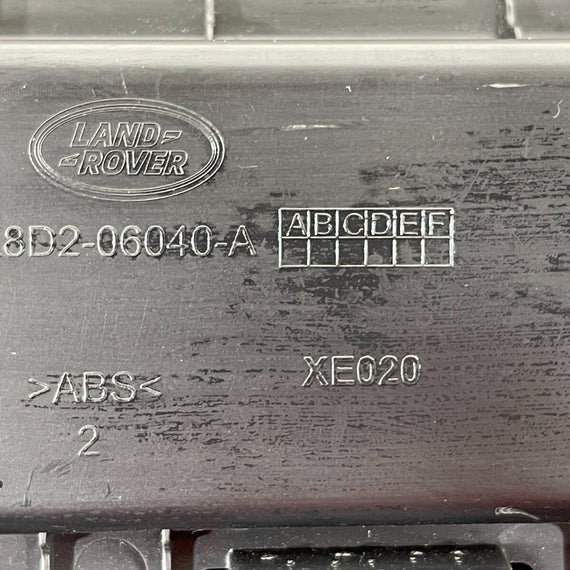 LAND-
-ROVER
8D2-06040-A
ABCDEF
XE020
>ABS<
2